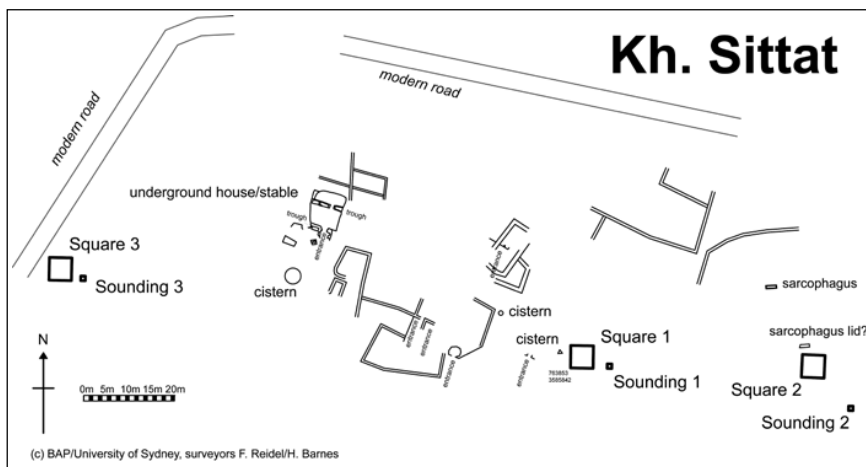 Kh. Sittat
modern road
modern road
underground house/stable
trough
trough
entrance
entrance
Square 3
Sounding 3
cistern
cistern
sarcophagus
entrance
entrance
entrance
cistern
Square 1
sarcophagus lid?
entrance
Sounding 1
Square 2
Sounding 2
N
0m 5m 10m 15m 20m
(c) BAP/University of Sydney, surveyors F. Reidel/H. Barnes